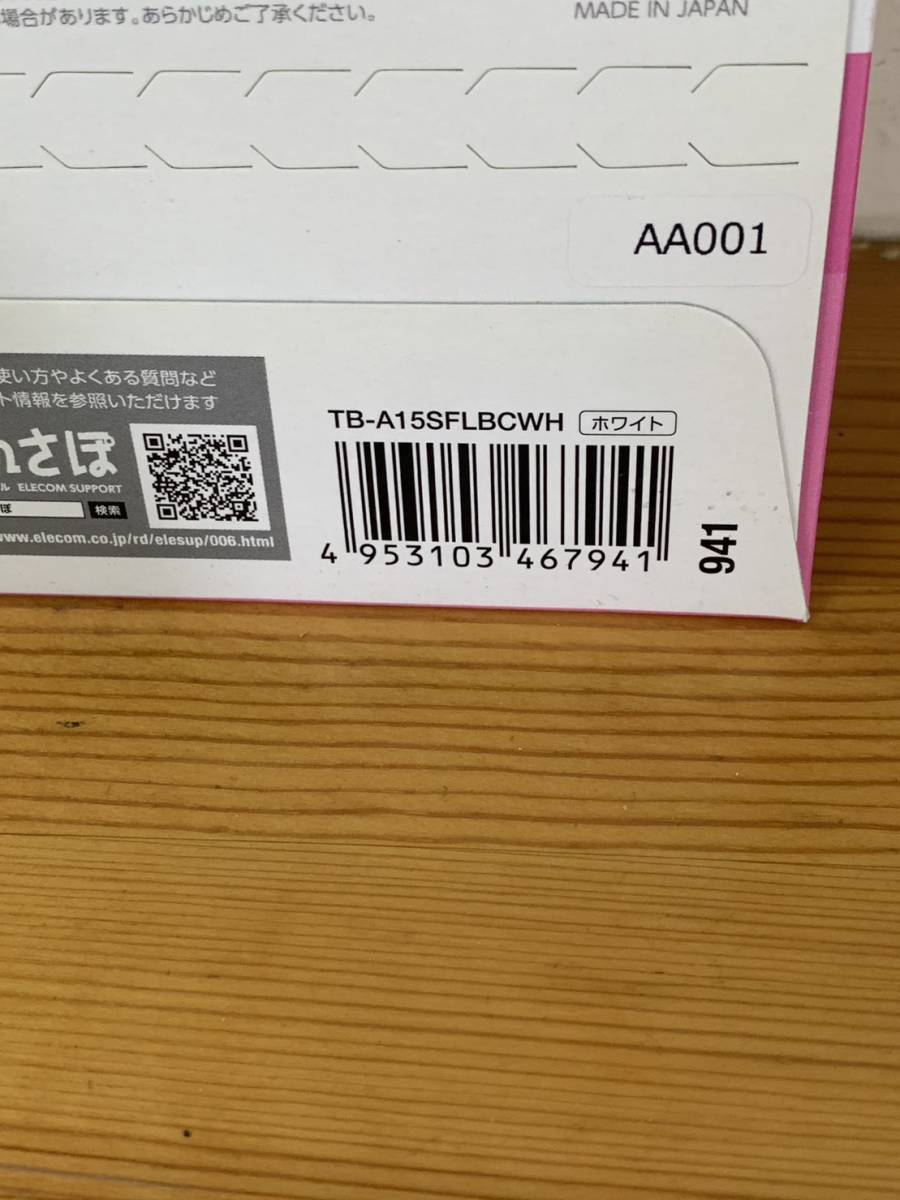 場合があります。あらかじめご了承ください。
MADE IN JAPAN
AA001
使い方やよくある質問など
ト情報を参照いただけます
れさぽ
ル ELECOM SUPPORT
ぽ 検索
www.elecom.co.jp/rd/elesup/006.html
TB-A15SFLBCWH ホワイト
4 953103 467941
941